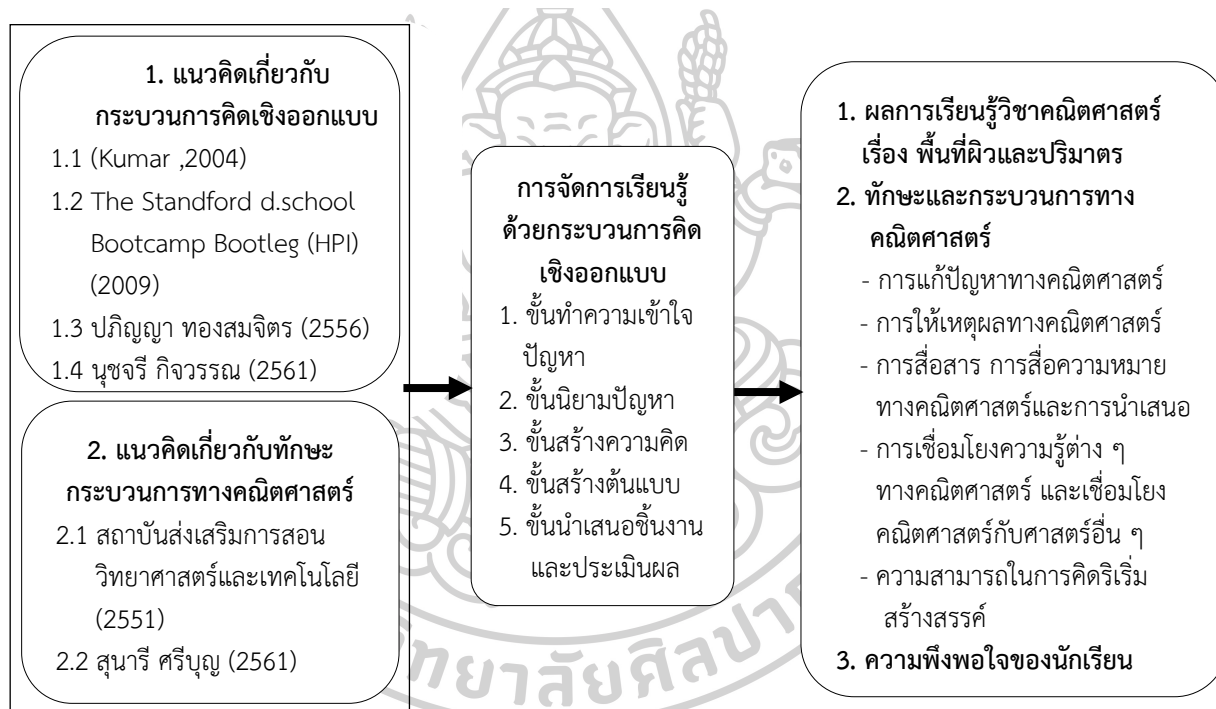 1. แนวคิดเกี่ยวกับ
กระบวนการคิดเชิงออกแบบ
1.1 (Kumar ,2004)
1.2 The Standford d.school
Bootcamp Bootleg (HPI)
(2009)
1.3 ปภิญญา ทองสมจิตร (2556)
1.4 นุชจรี กิจวรรณ (2561)
2. แนวคิดเกี่ยวกับทักษะ
กระบวนการทางคณิตศาสตร์
2.1 สถาบันส่งเสริมการสอน
วิทยาศาสตร์และเทคโนโลยี
(2551)
2.2 สุนารี ศรีบุญ (2561)
การจัดการเรียนรู้
ด้วยกระบวนการคิด
เชิงออกแบบ
1. ขั้นทำความเข้าใจ
ปัญหา
2. ขั้นนิยามปัญหา
3. ขั้นสร้างความคิด
4. ขั้นสร้างต้นแบบ
5. ขั้นนำเสนอชิ้นงาน
และประเมินผล
1. ผลการเรียนรู้วิชาคณิตศาสตร์
เรื่อง พื้นที่ผิวและปริมาตร
2. ทักษะและกระบวนการทาง
คณิตศาสตร์
- การแก้ปัญหาทางคณิตศาสตร์
- การให้เหตุผลทางคณิตศาสตร์
- การสื่อสาร การสื่อความหมาย
ทางคณิตศาสตร์และการนำเสนอ
- การเชื่อมโยงความรู้ต่าง ๆ
ทางคณิตศาสตร์ และเชื่อมโยง
คณิตศาสตร์กับศาสตร์อื่น ๆ
- ความสามารถในการคิดริเริ่ม
สร้างสรรค์
3. ความพึงพอใจของนักเรียน
ทยาลัยศิลปา